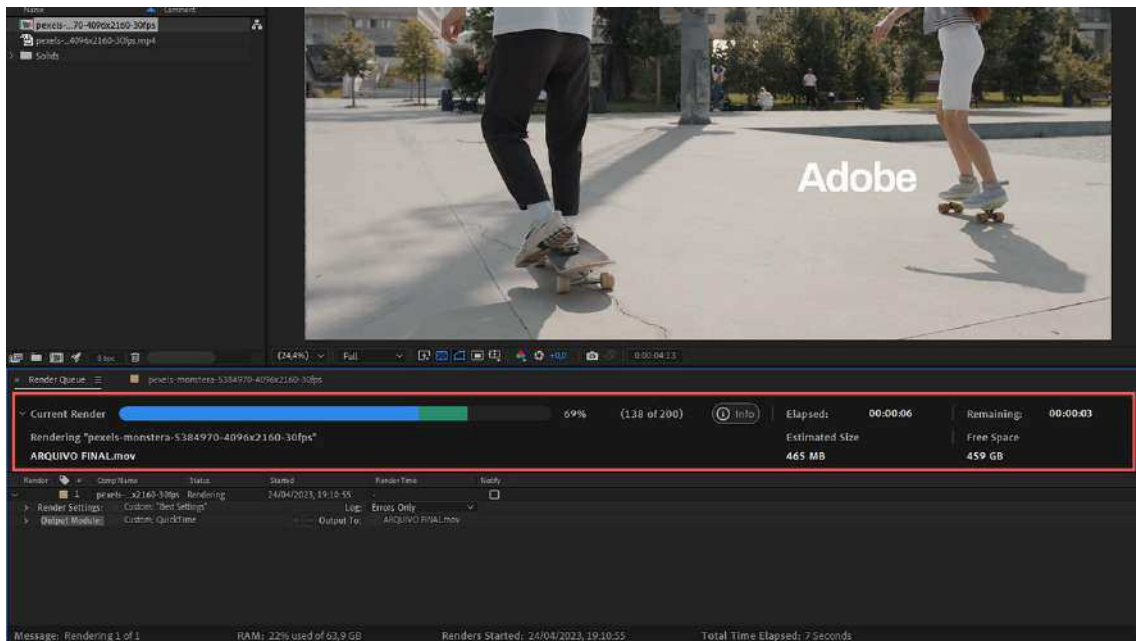 Name Comment
pexels-...70-4096x2160-30fps
pexels-...4096x2160-30fps.mp4
Solids
Adobe
8 bpc
(24,4%) Full +0,0 0:00:04:13
Render Queue pexels-monstera-5384970-4096x2160-30fps
Current Render 69% (138 of 200) Info Elapsed: 00:00:06 Remaining: 00:00:03
Rendering "pexels-monstera-5384970-4096x2160-30fps" Estimated Size Free Space
ARQUIVO FINAL.mov 465 MB 459 GB
Render # Comp Name Status Started Render Time Notify
1 pexels-...x2160-30fps Rendering 24/04/2023, 19:10:55 -
Render Settings: Custom: "Best Settings" Log: Errors Only
Output Module: Custom: QuickTime Output To: ARQUIVO FINAL.mov
Message: Rendering 1 of 1 RAM: 22% used of 63,9 GB Renders Started: 24/04/2023, 19:10:55 Total Time Elapsed: 7 Seconds